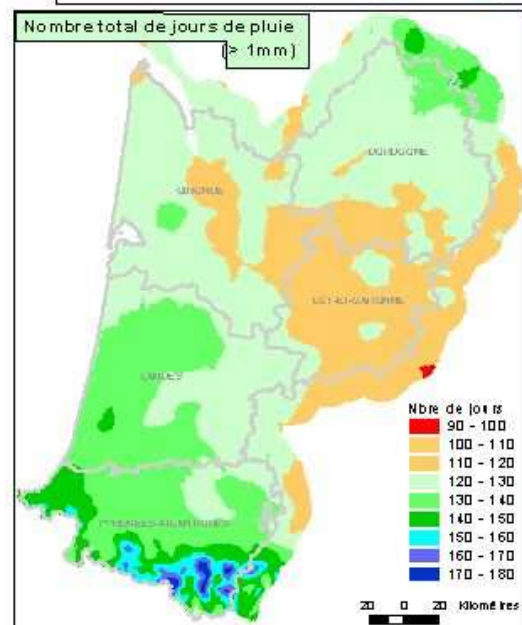 Nombre total de jours de pluie
(> 1mm)
DORDOGNE
GIRONDE
LOT-ET-GARONNE
LANDES
PYRENEES-ATLANTIQUES
Nbre de jours
90 - 100
100 - 110
110 - 120
120 - 130
130 - 140
140 - 150
150 - 160
160 - 170
170 - 180
20 0 20 Kilomètres